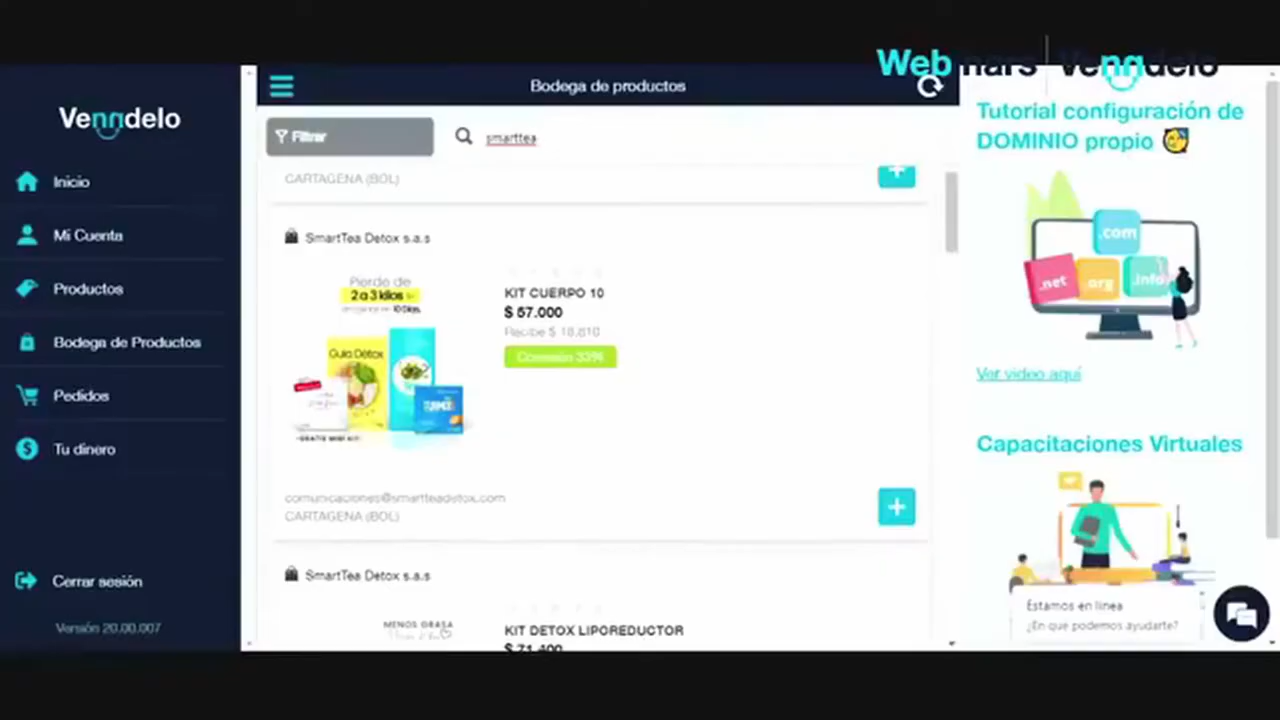 Webinars Venndelo
Venndelo
Inicio
Mi Cuenta
Productos
Bodega de Productos
Pedidos
Tu dinero
Cerrar sesión
Versión 20.00.007
Bodega de productos
Filtrar
smarttea
CARTAGENA (BOL)
SmartTea Detox s.a.s
Pierde de
2 a 3 kilos
Guía Detox
KIT CUERPO 10
$ 57.000
Recibe $ 18.810
Comisión 33%
comunicaciones@smartteadetox.com
CARTAGENA (BOL)
SmartTea Detox s.a.s
MENOS GRASA
KIT DETOX LIPOREDUCTOR
$ 71.400
Tutorial configuración de
DOMINIO propio
.com
.net
.org
.info
Ver video aquí
Capacitaciones Virtuales
Estamos en línea
¿En que podemos ayudarte?